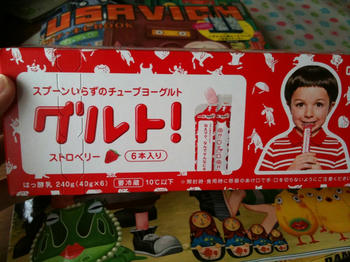 USAVICH
スプーンいらずのチューブヨーグルト
グルト!
ストロベリー 6本入り
はっ酵乳 240g(40g×6) 要冷蔵 10℃以下